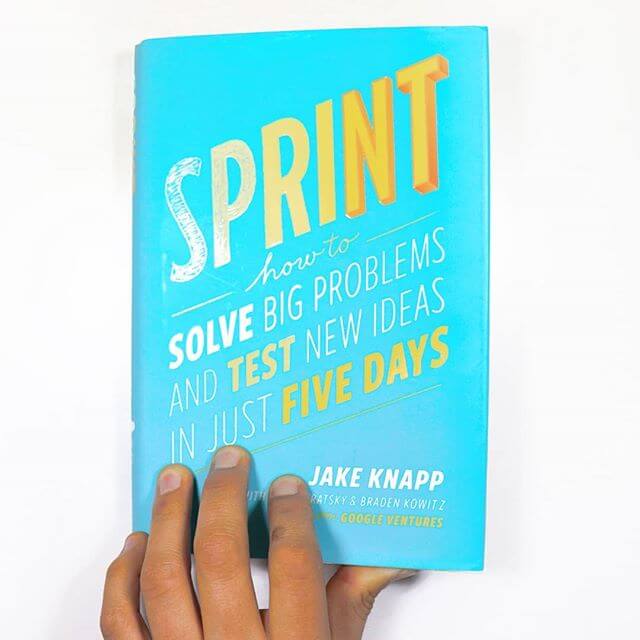 SPRINT
how to
SOLVE BIG PROBLEMS
AND TEST NEW IDEAS
IN JUST FIVE DAYS
JAKE KNAPP
RATSKY & BRADEN KOWITZ
GOOGLE VENTURES